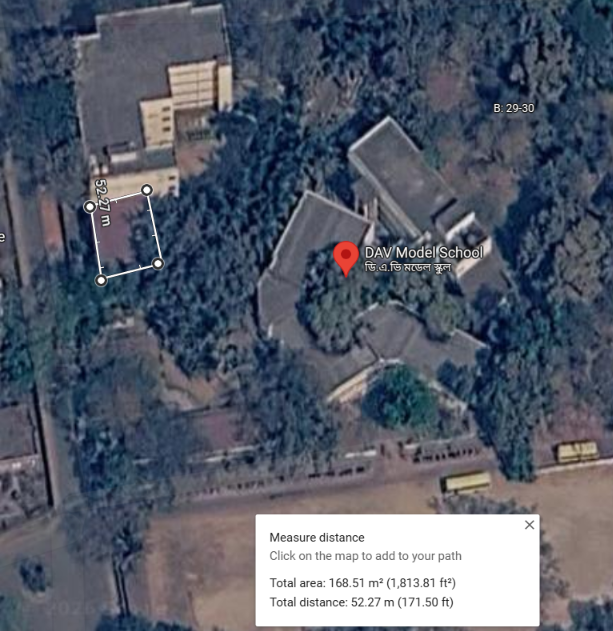 B: 29-30
52.27 m
e
DAV Model School
ডি.এ.ভি মডেল স্কুল
Measure distance
Click on the map to add to your path
Total area: 168.51 m² (1,813.81 ft²)
Total distance: 52.27 m (171.50 ft)